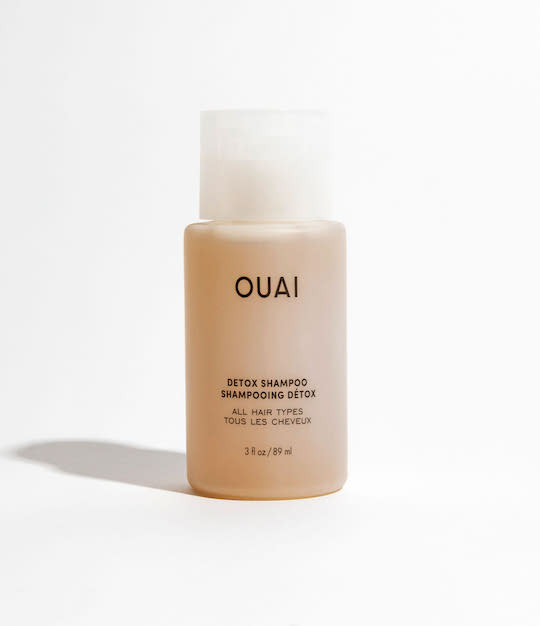 OUAI
DETOX SHAMPOO
SHAMPOOING DÉTOX
ALL HAIR TYPES
TOUS LES CHEVEUX
3 fl oz / 89 ml